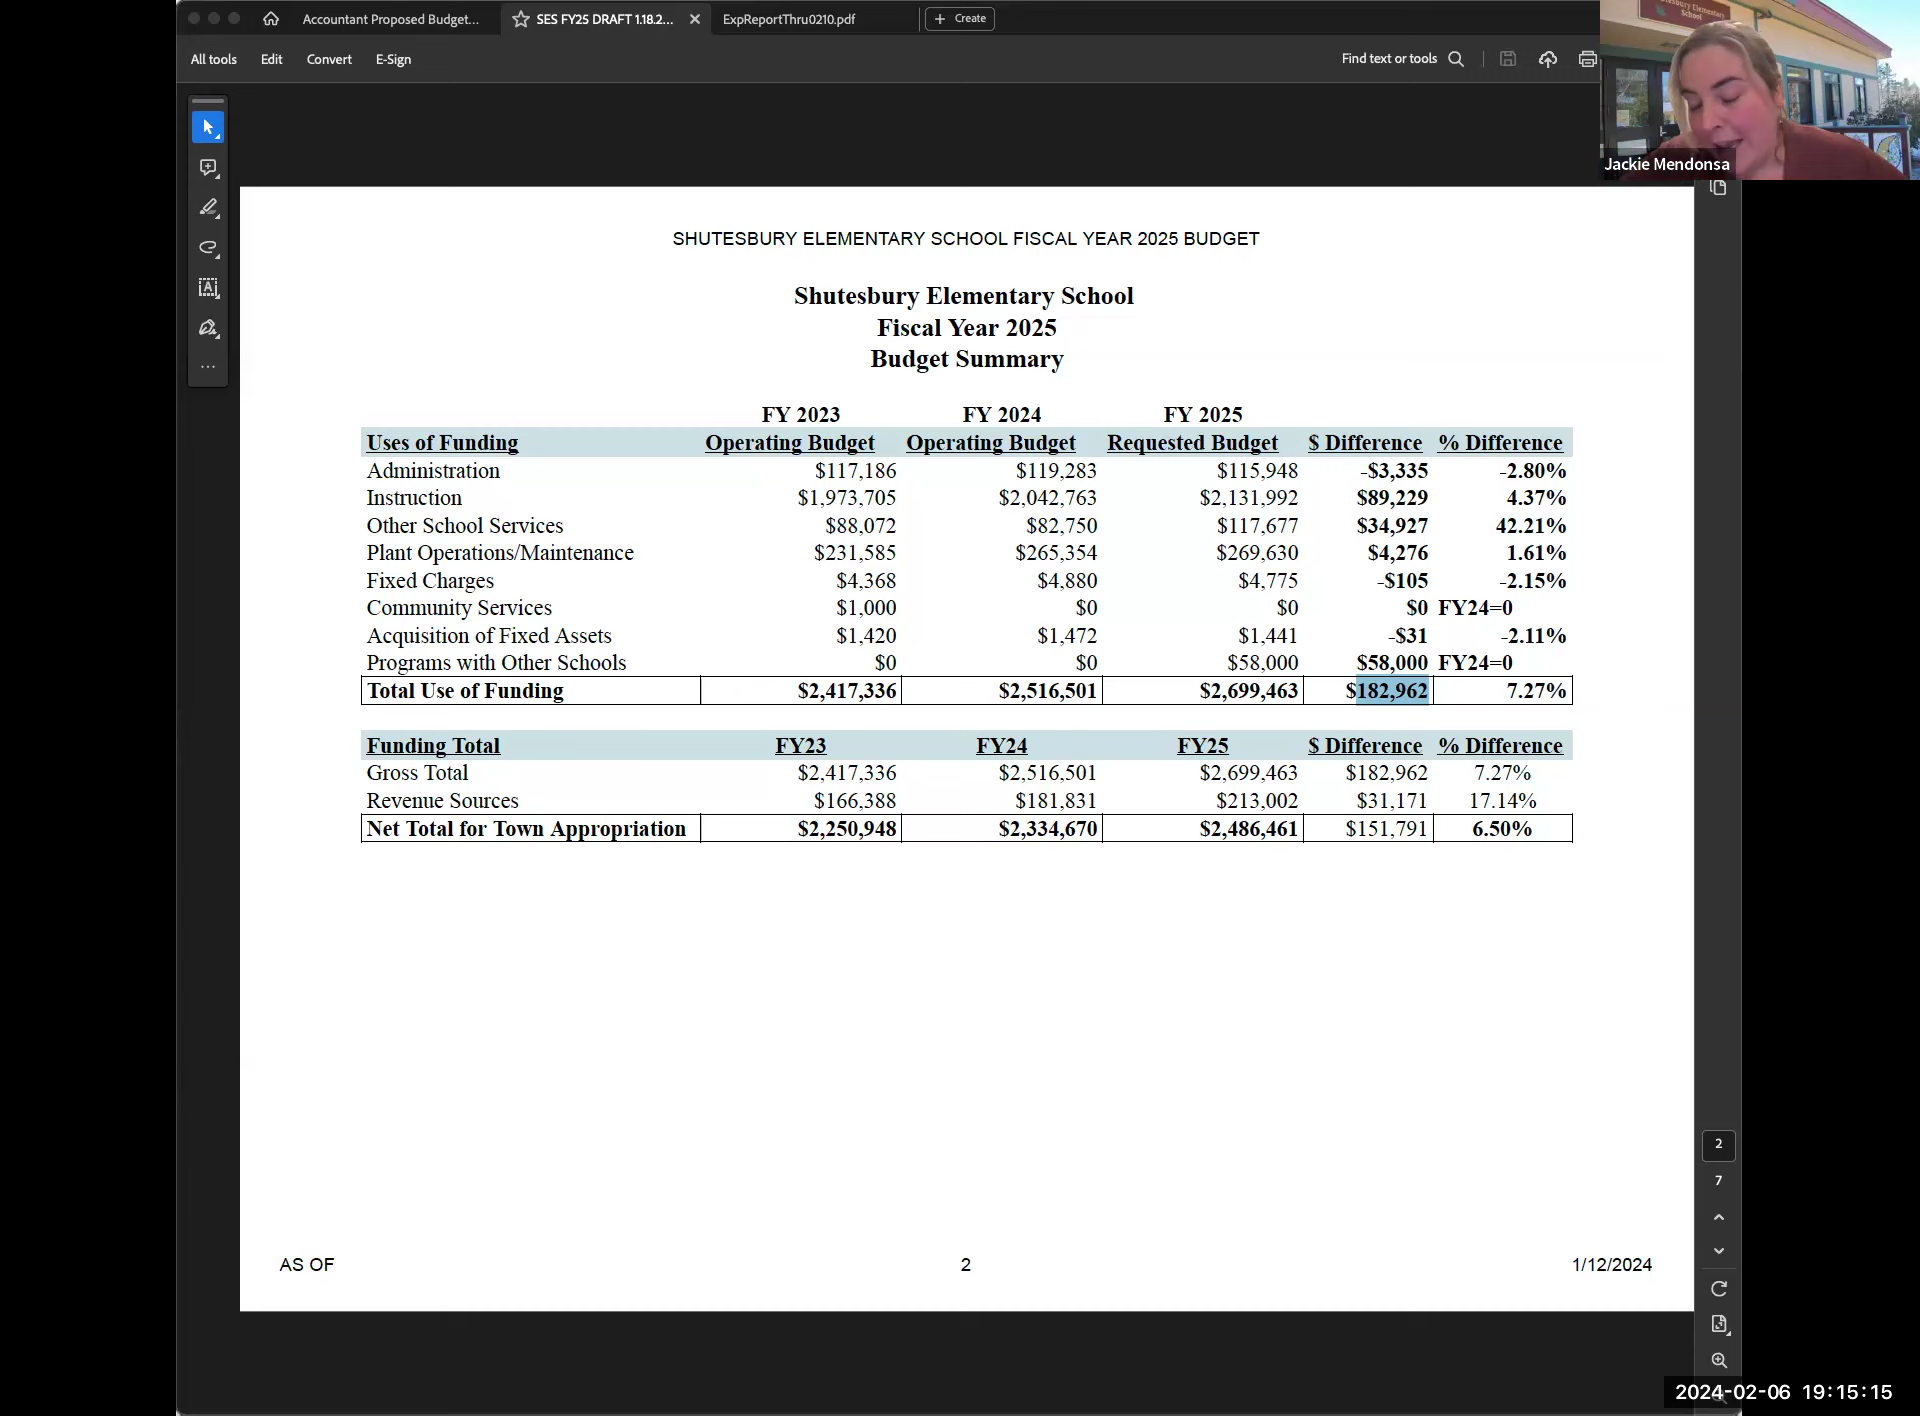 Accountant Proposed Budget...
SES FY25 DRAFT 1.18.2...
ExpReportThru0210.pdf
Create
All tools
Edit
Convert
E-Sign
Find text or tools
Elementary
School
Jackie Mendonsa
SHUTESBURY ELEMENTARY SCHOOL FISCAL YEAR 2025 BUDGET
Shutesbury Elementary School
Fiscal Year 2025
Budget Summary
FY 2023 FY 2024 FY 2025
Uses of Funding Operating Budget Operating Budget Requested Budget $ Difference % Difference
Administration $117,186 $119,283 $115,948 -$3,335 -2.80%
Instruction $1,973,705 $2,042,763 $2,131,992 $89,229 4.37%
Other School Services $88,072 $82,750 $117,677 $34,927 42.21%
Plant Operations/Maintenance $231,585 $265,354 $269,630 $4,276 1.61%
Fixed Charges $4,368 $4,880 $4,775 -$105 -2.15%
Community Services $1,000 $0 $0 $0 FY24=0
Acquisition of Fixed Assets $1,420 $1,472 $1,441 -$31 -2.11%
Programs with Other Schools $0 $0 $58,000 $58,000 FY24=0
Total Use of Funding $2,417,336 $2,516,501 $2,699,463 $182,962 7.27%
Funding Total FY23 FY24 FY25 $ Difference % Difference
Gross Total $2,417,336 $2,516,501 $2,699,463 $182,962 7.27%
Revenue Sources $166,388 $181,831 $213,002 $31,171 17.14%
Net Total for Town Appropriation $2,250,948 $2,334,670 $2,486,461 $151,791 6.50%
2
7
AS OF 2 1/12/2024
2024-02-06 19:15:15